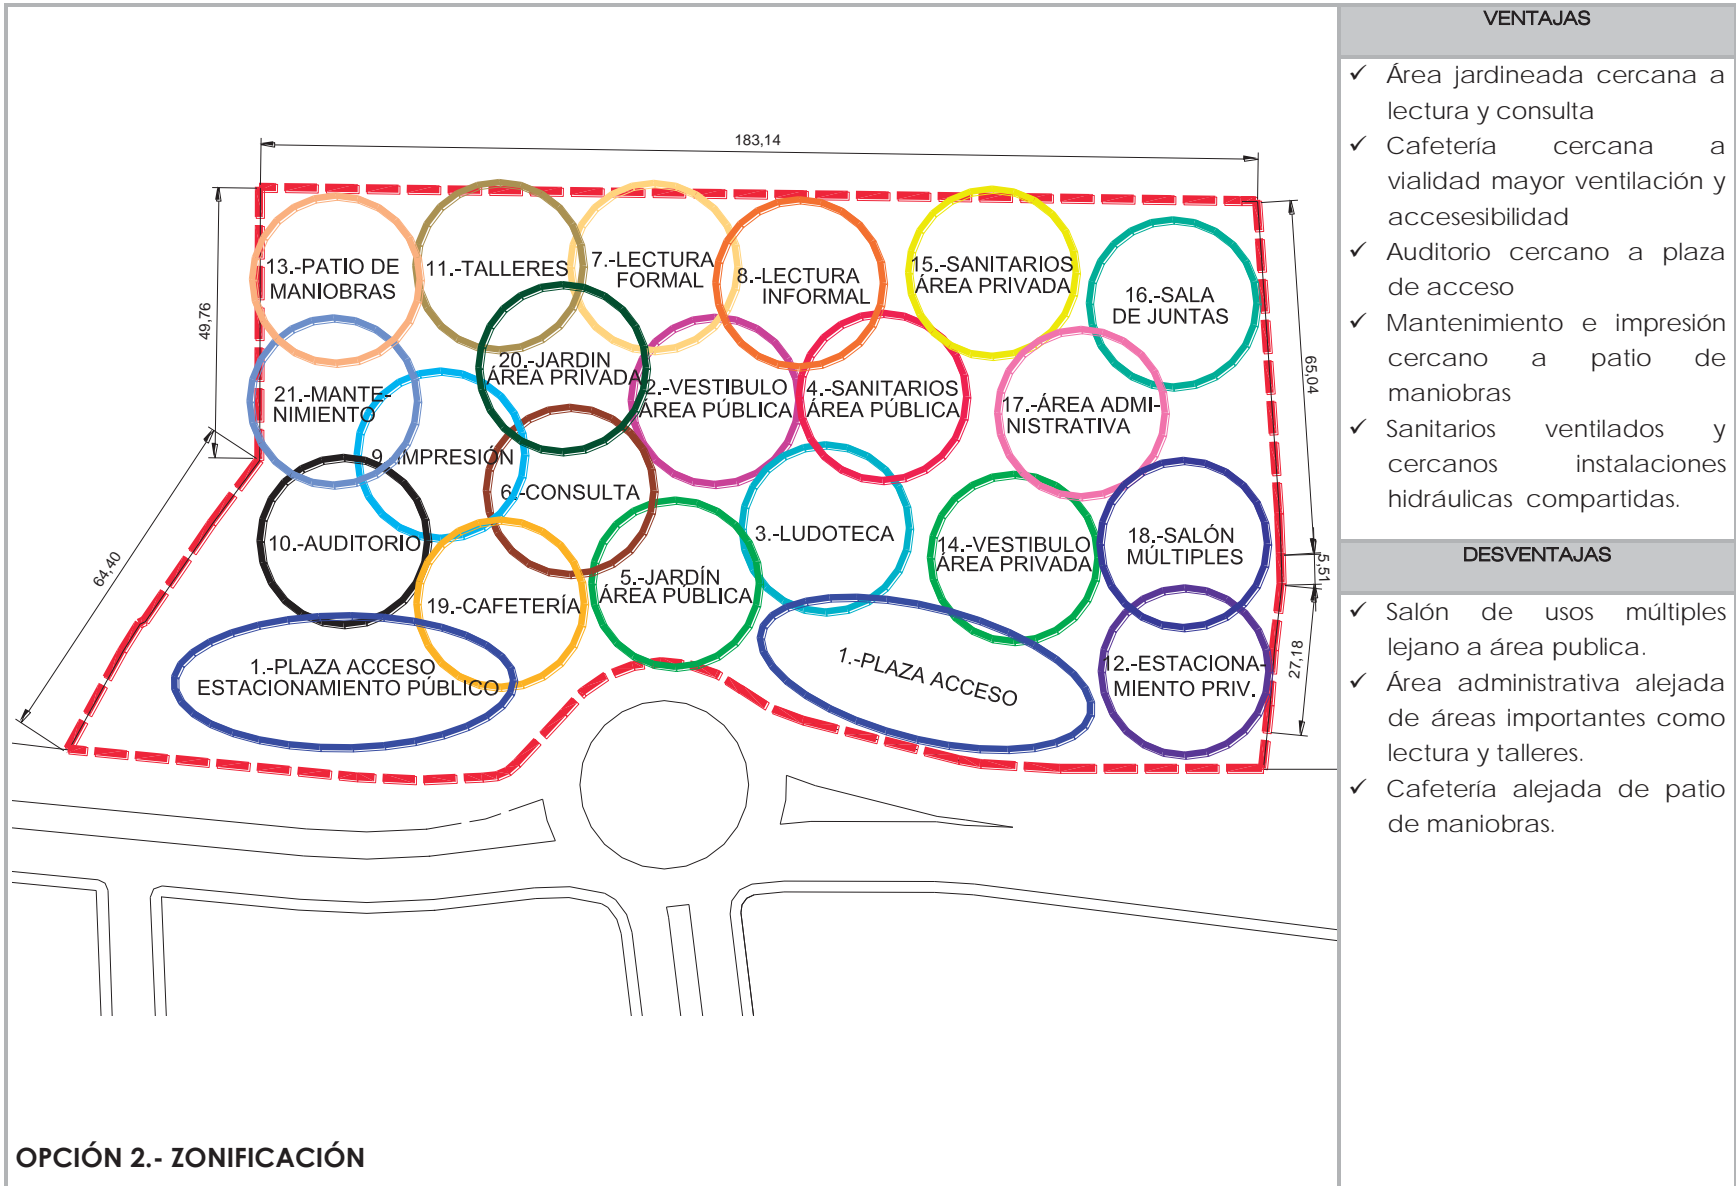 183,14
49,76
64,40
65,04
5,51
27,18
13.-PATIO DE
MANIOBRAS
11.-TALLERES
7.-LECTURA
FORMAL
8.-LECTURA
INFORMAL
15.-SANITARIOS
ÁREA PRIVADA
16.-SALA
DE JUNTAS
21.-MANTE-
NIMIENTO
20.-JARDIN
ÁREA PRIVADA
2.-VESTIBULO
ÁREA PÚBLICA
4.-SANITARIOS
ÁREA PÚBLICA
17.-ÁREA ADMI-
NISTRATIVA
9.-IMPRESIÓN
6.-CONSULTA
10.-AUDITORIO
3.-LUDOTECA
14.-VESTIBULO
ÁREA PRIVADA
18.-SALÓN
MÚLTIPLES
19.-CAFETERÍA
5.-JARDÍN
ÁREA PÚBLICA
1.-PLAZA ACCESO
ESTACIONAMIENTO PÚBLICO
1.-PLAZA ACCESO
12.-ESTACIONA-
MIENTO PRIV.
OPCIÓN 2.- ZONIFICACIÓN
VENTAJAS
✓ Área jardineada cercana a
lectura y consulta
✓ Cafetería cercana a
vialidad mayor ventilación y
accesesibilidad
✓ Auditorio cercano a plaza
de acceso
✓ Mantenimiento e impresión
cercano a patio de
maniobras
✓ Sanitarios ventilados y
cercanos instalaciones
hidráulicas compartidas.
DESVENTAJAS
✓ Salón de usos múltiples
lejano a área publica.
✓ Área administrativa alejada
de áreas importantes como
lectura y talleres.
✓ Cafetería alejada de patio
de maniobras.